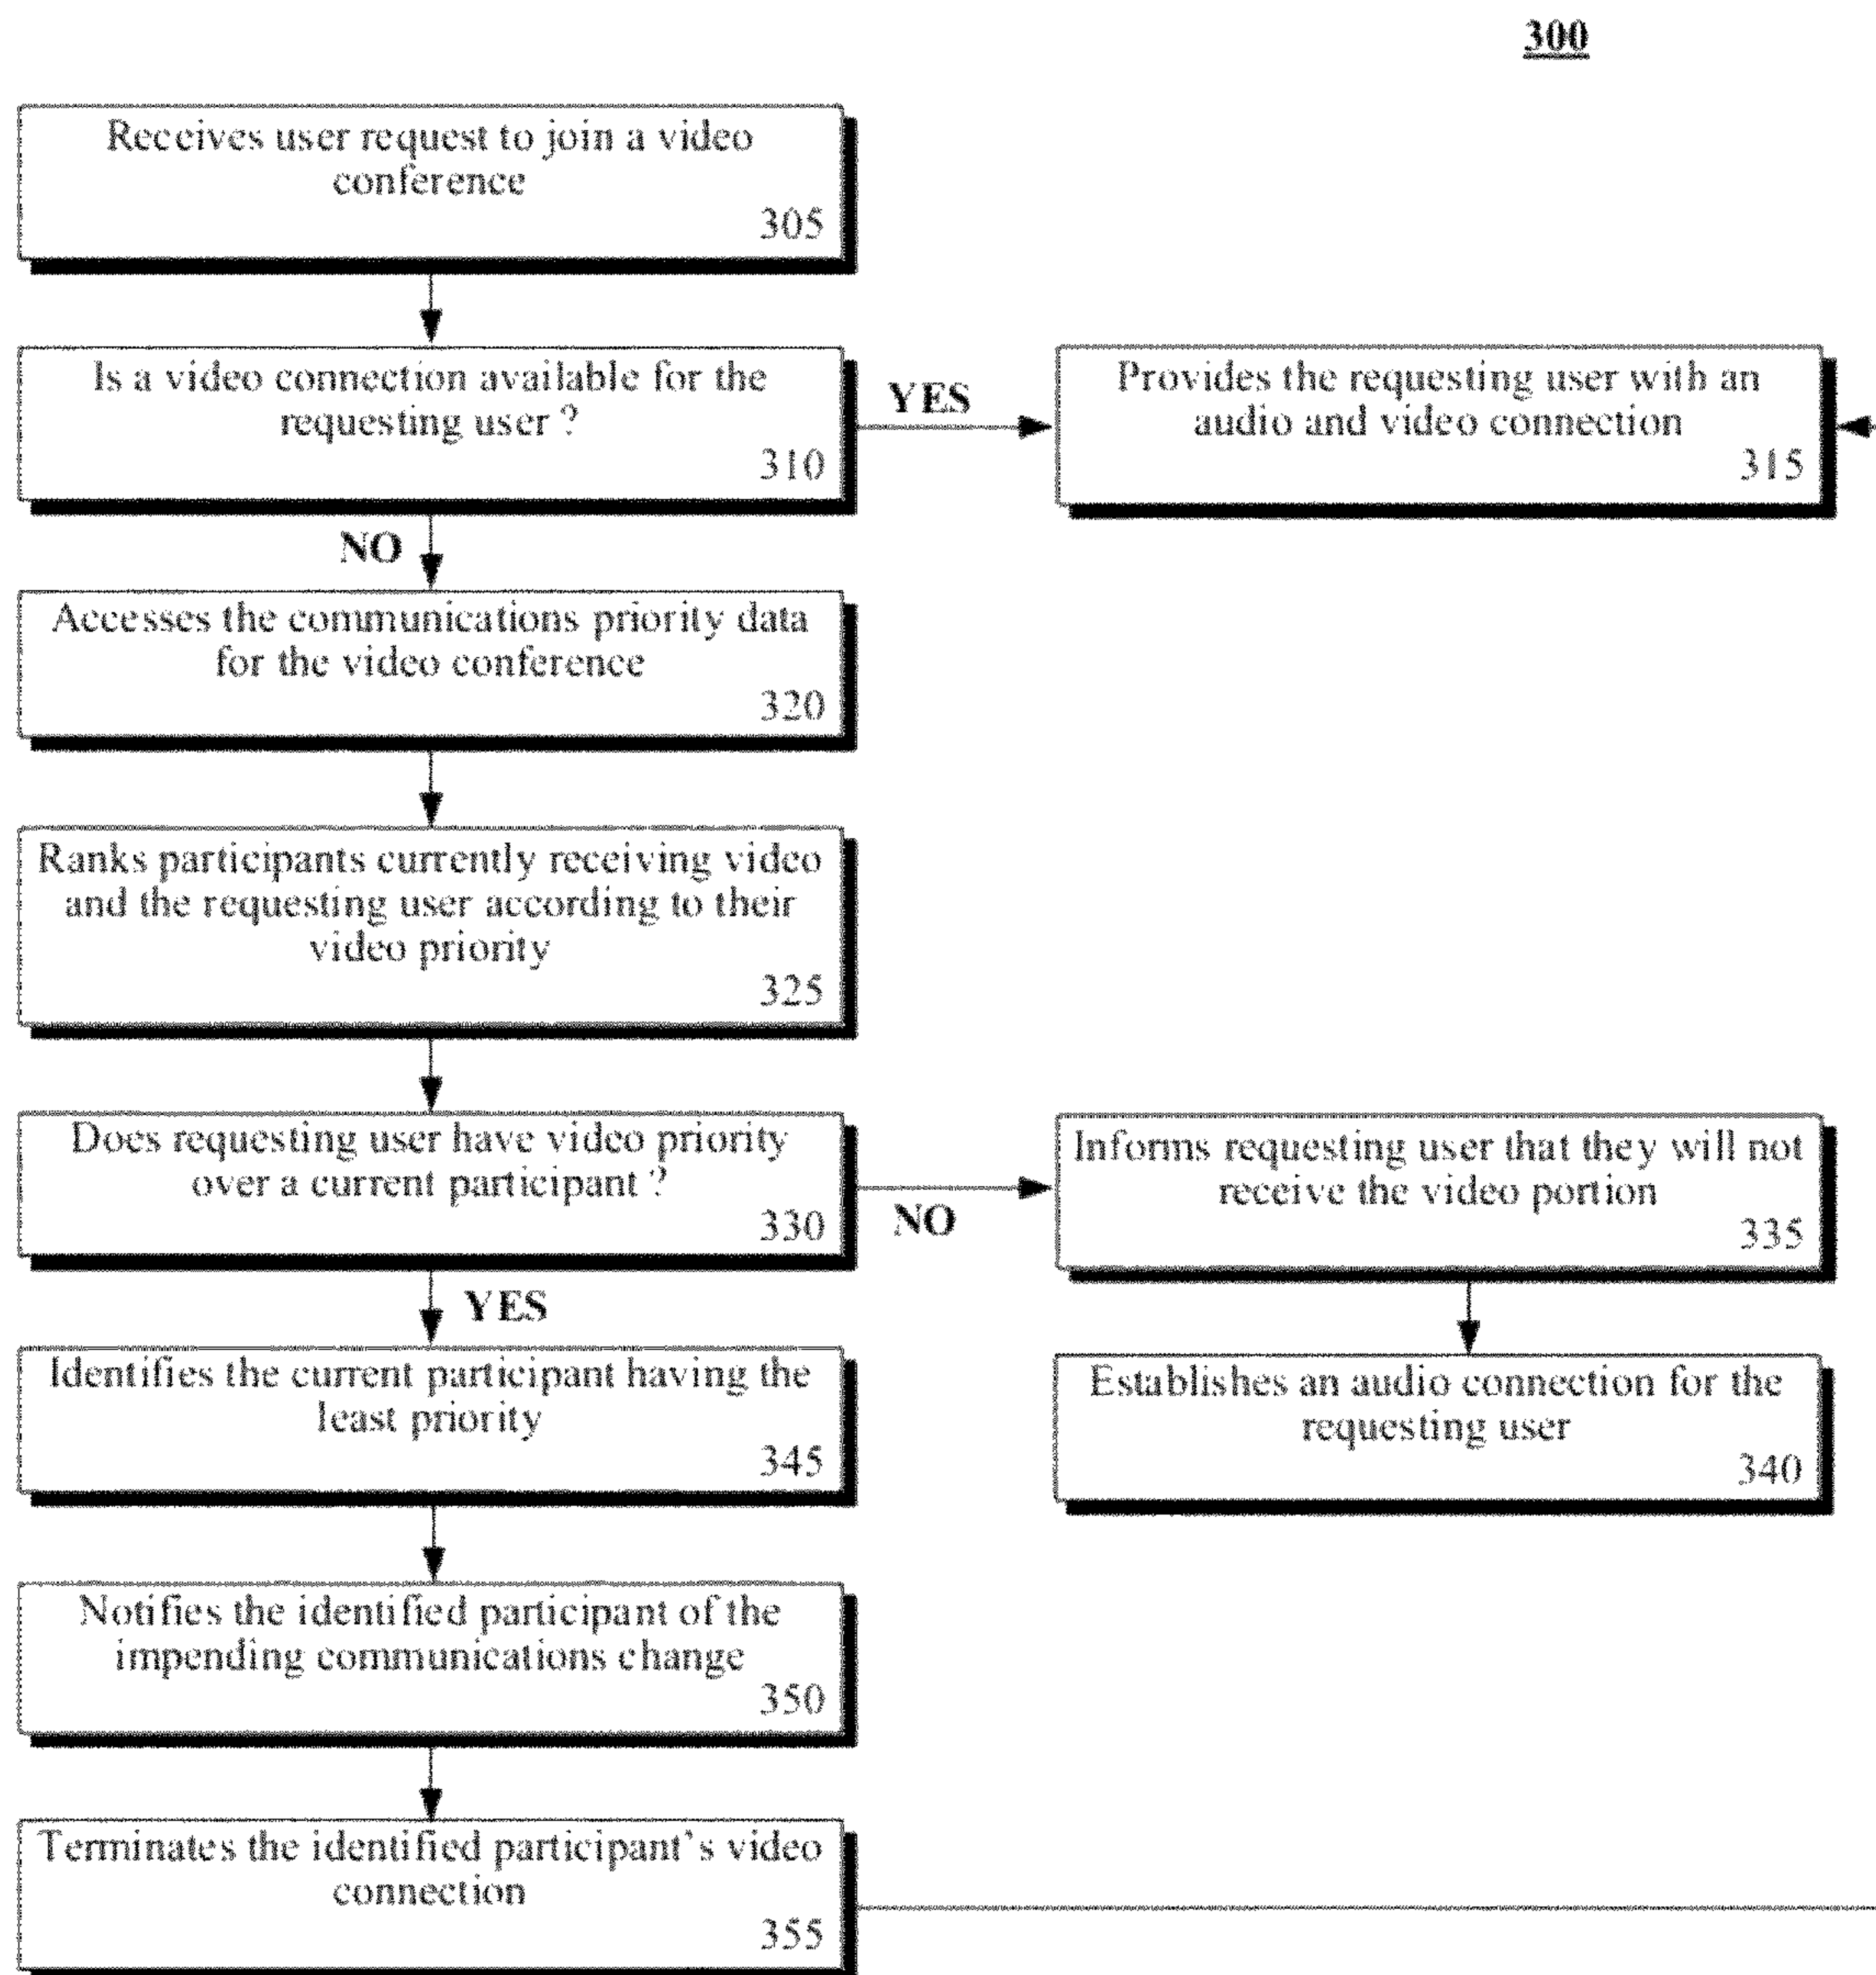 300
Receives user request to join a video
conference
305
Is a video connection available for the
requesting user ?
310
YES
Provides the requesting user with an
audio and video connection
315
NO
Accesses the communications priority data
for the video conference
320
Ranks participants currently receiving video
and the requesting user according to their
video priority
325
Does requesting user have video priority
over a current participant ?
330
NO
Informs requesting user that they will not
receive the video portion
335
Establishes an audio connection for the
requesting user
340
YES
Identifies the current participant having the
least priority
345
Notifies the identified participant of the
impending communications change
350
Terminates the identified participant's video
connection
355